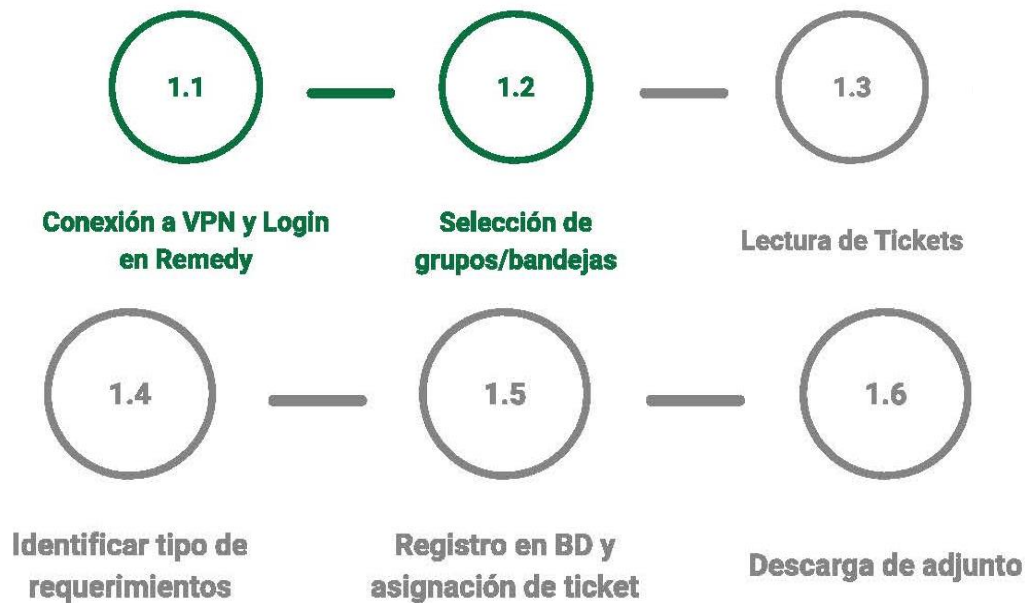 1.1
1.2
1.3
Conexión a VPN y Login
en Remedy
Selección de
grupos/bandejas
Lectura de Tickets
1.4
1.5
1.6
Identificar tipo de
requerimientos
Registro en BD y
asignación de ticket
Descarga de adjunto